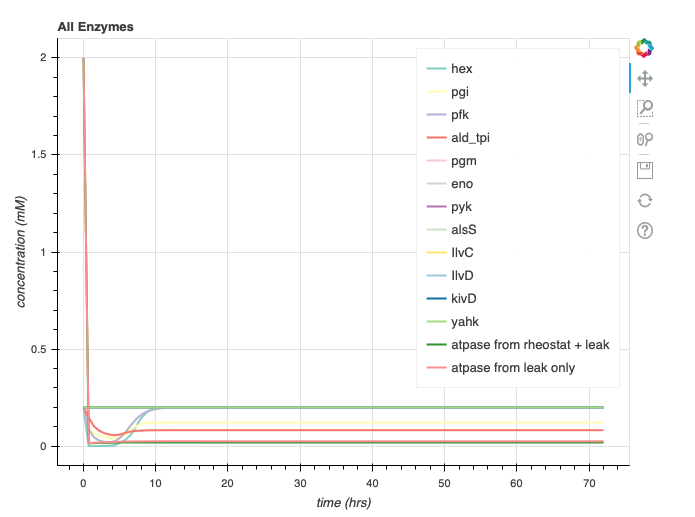 All Enzymes
concentration (mM)
2
1.5
1
0.5
0
hex
pgi
pfk
ald_tpi
pgm
eno
pyk
alsS
IlvC
IlvD
kivD
yahk
atpase from rheostat + leak
atpase from leak only
0 10 20 30 40 50 60 70
time (hrs)